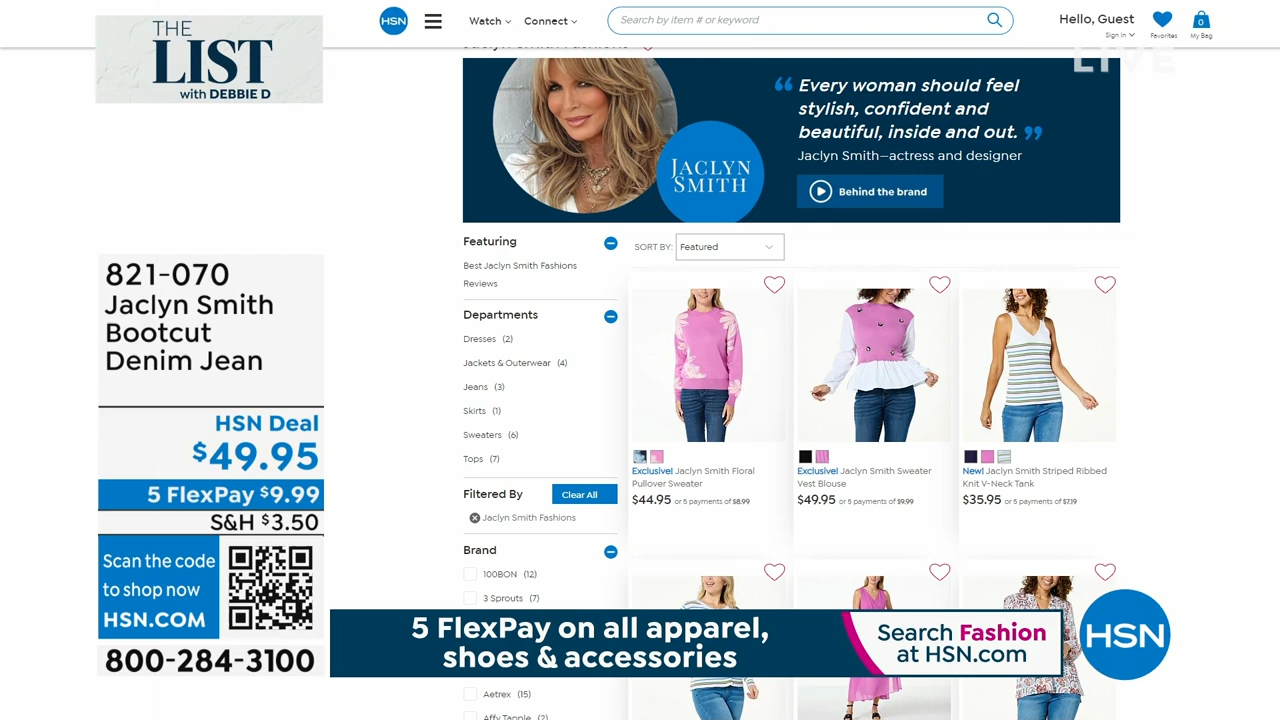 THE
LIST
with DEBBIE D
HSN
Watch
Connect
Search by item # or keyword
Hello, Guest
Sign In
Favorites
0
My Bag
LIVE
Jaclyn Smith Fashions
“ Every woman should feel
stylish, confident and
beautiful, inside and out. ”
Jaclyn Smith—actress and designer
JACLYN
SMITH
Behind the brand
821-070
Jaclyn Smith
Bootcut
Denim Jean
HSN Deal
$49.95
5 FlexPay $9.99
S&H $3.50
Scan the code
to shop now
HSN.COM
800-284-3100
Featuring
Best Jaclyn Smith Fashions
Reviews
Departments
Dresses (2)
Jackets & Outerwear (4)
Jeans (3)
Skirts (1)
Sweaters (6)
Tops (7)
Filtered By
Clear All
Jaclyn Smith Fashions
Brand
100BON (12)
3 Sprouts (7)
Aetrex (15)
Affy Tapple (2)
SORT BY: Featured
Exclusive! Jaclyn Smith Floral
Pullover Sweater
$44.95 or 5 payments of $8.99
Exclusive! Jaclyn Smith Sweater
Vest Blouse
$49.95 or 5 payments of $9.99
New! Jaclyn Smith Striped Ribbed
Knit V-Neck Tank
$35.95 or 5 payments of $7.19
5 FlexPay on all apparel,
shoes & accessories
Search Fashion
at HSN.com
HSN